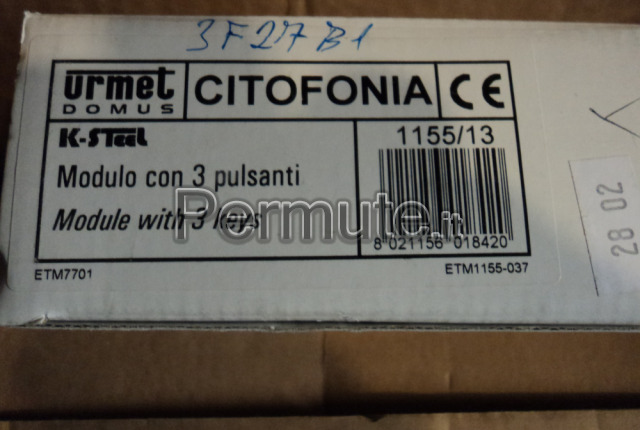 3F27B1
urmet
DOMUS
CITOFONIA
CE
K-STEEL
1155/13
Modulo con 3 pulsanti
Module with 3 keys
Permute.it
8 021156 018420
ETM7701
ETM1155-037
28 02